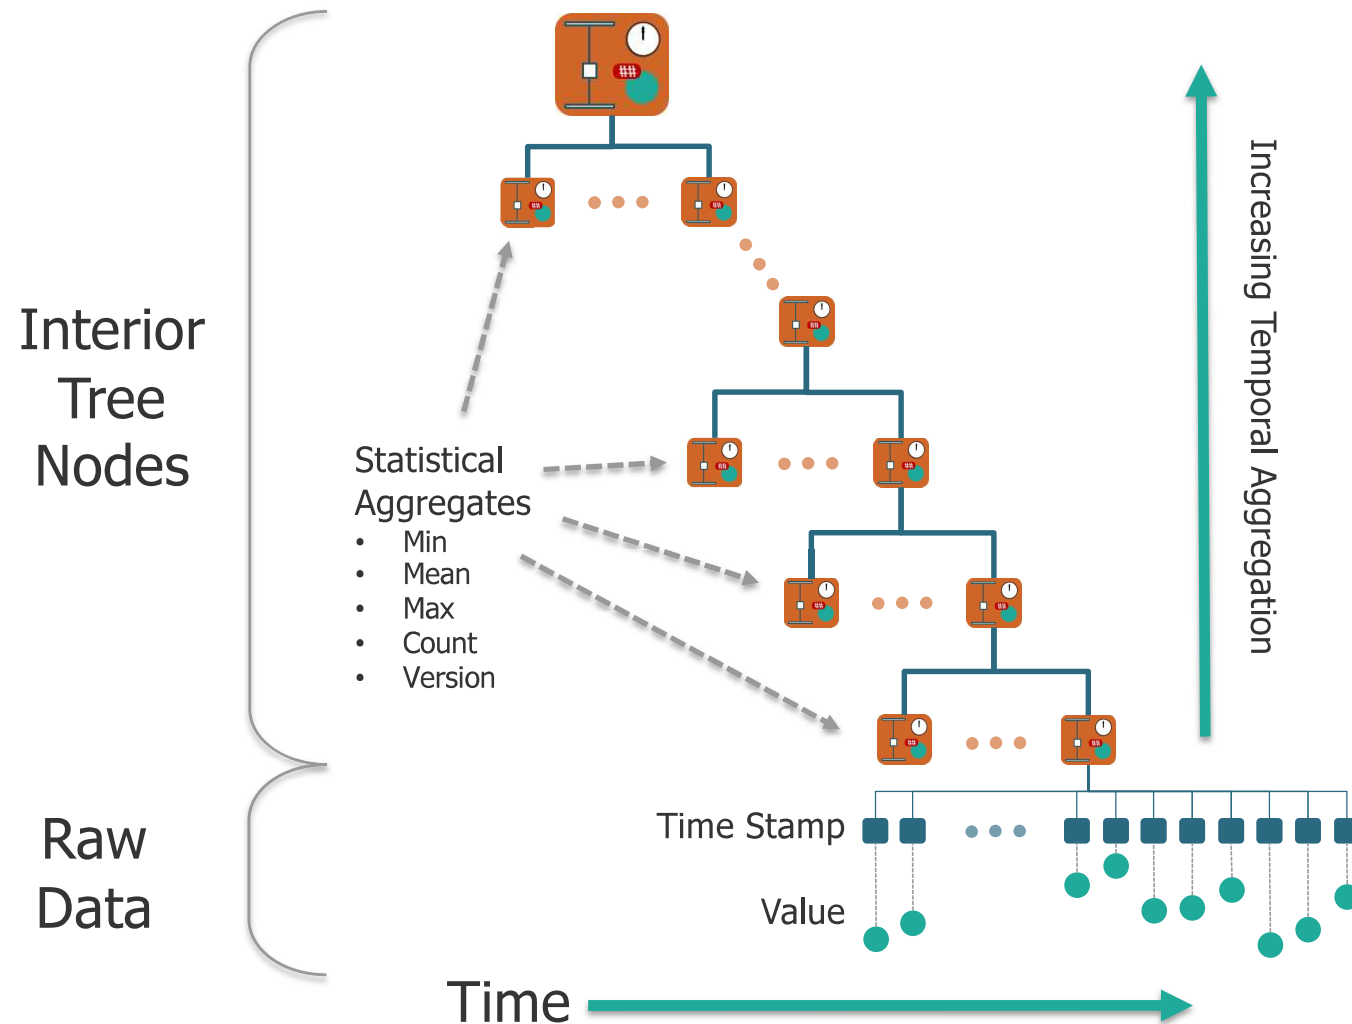 Interior
Tree
Nodes
Increasing Temporal Aggregation
Statistical
Aggregates
• Min
• Mean
• Max
• Count
• Version
Raw
Data
Time Stamp
Value
Time